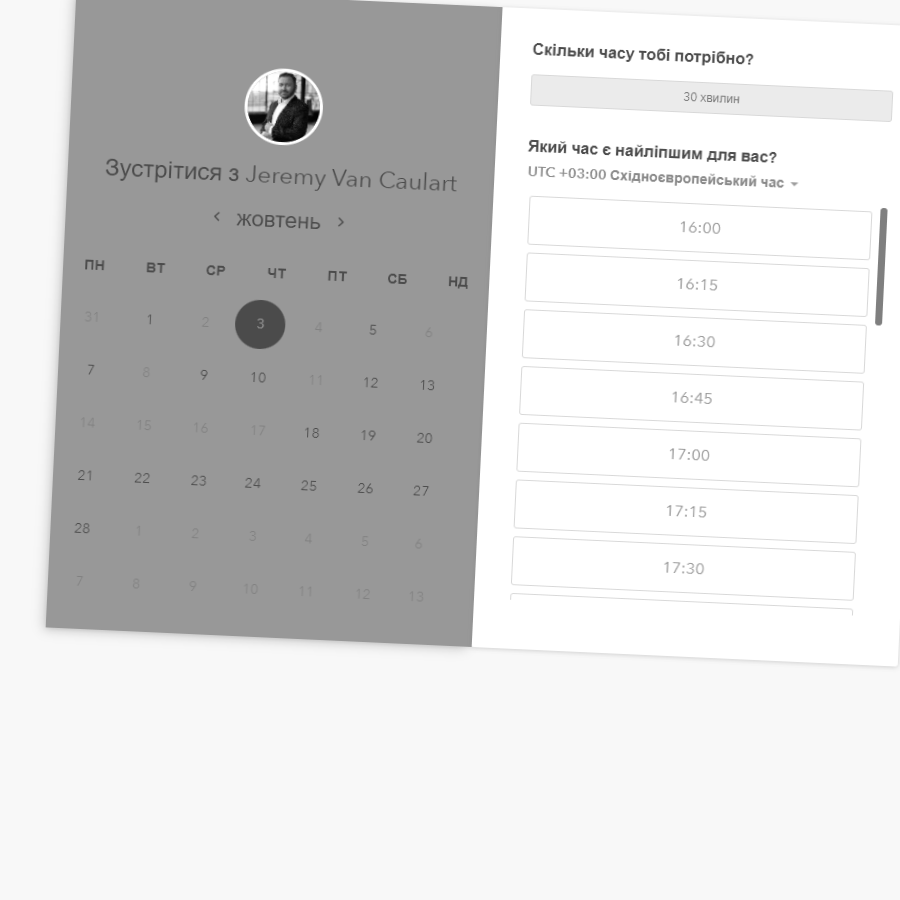 Зустрітися з Jeremy Van Caulart
жовтень
ПН ВТ СР ЧТ ПТ СБ НД
31 1 2 3 4 5 6
7 8 9 10 11 12 13
14 15 16 17 18 19 20
21 22 23 24 25 26 27
28 1 2 3 4 5 6
7 8 9 10 11 12 13
Скільки часу тобі потрібно?
30 хвилин
Який час є найліпшим для вас?
UTC +03:00 Східноєвропейський час
16:00
16:15
16:30
16:45
17:00
17:15
17:30